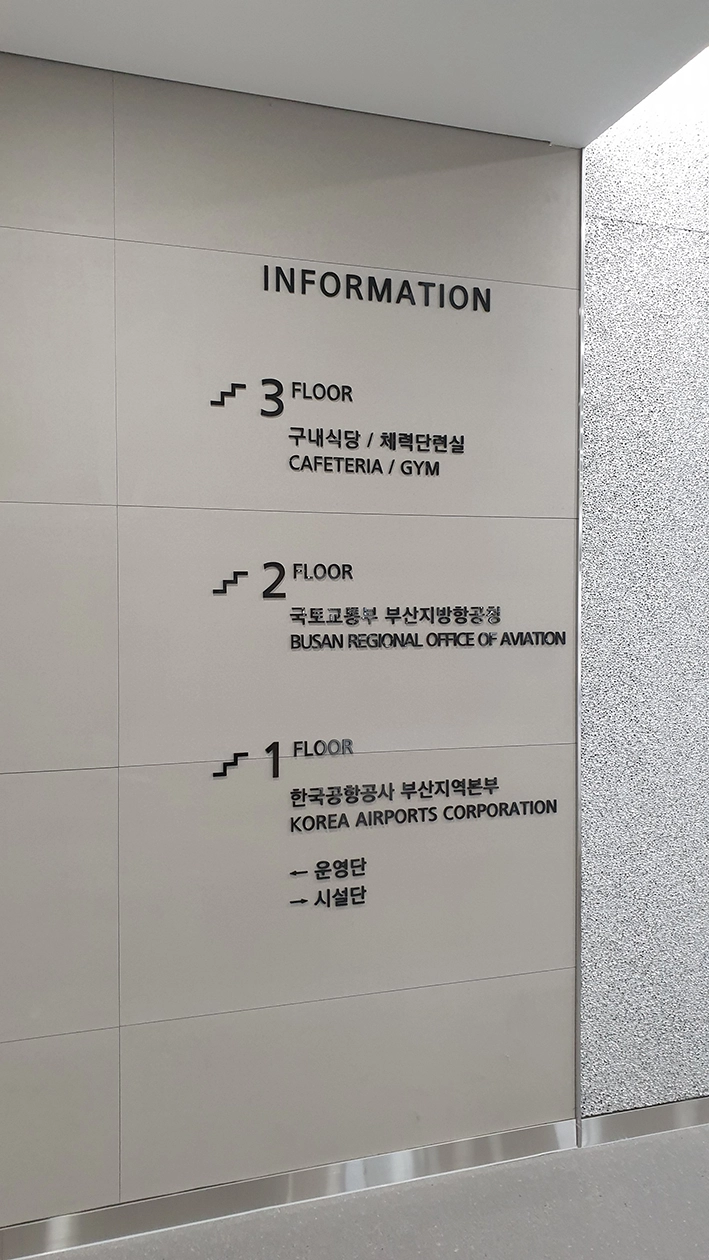 INFORMATION
3 FLOOR
구내식당 / 체력단련실
CAFETERIA / GYM
2 FLOOR
국토교통부 부산지방항공청
BUSAN REGIONAL OFFICE OF AVIATION
1 FLOOR
한국공항공사 부산지역본부
KOREA AIRPORTS CORPORATION
← 운영단
→ 시설단